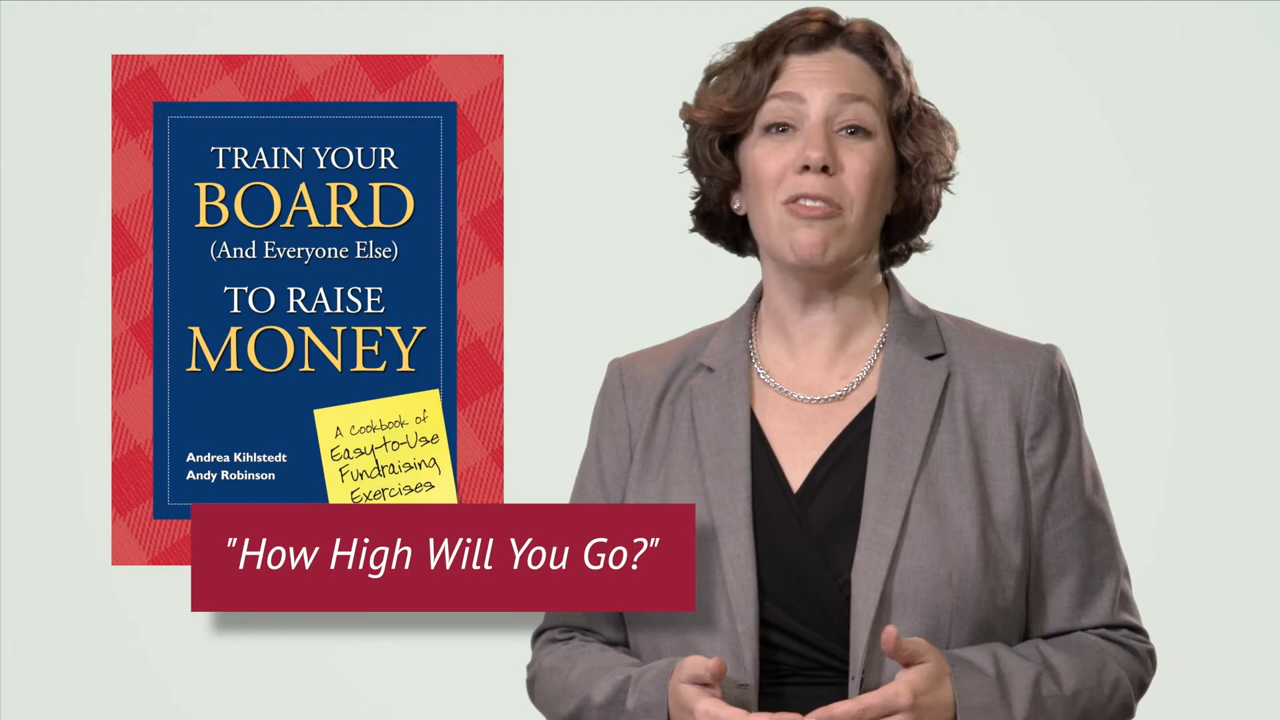 TRAIN YOUR
BOARD
(And Everyone Else)
TO RAISE
MONEY
A Cookbook of
Easy-to-Use
Fundraising
Exercises
Andrea Kihlstedt
Andy Robinson
"How High Will You Go?"